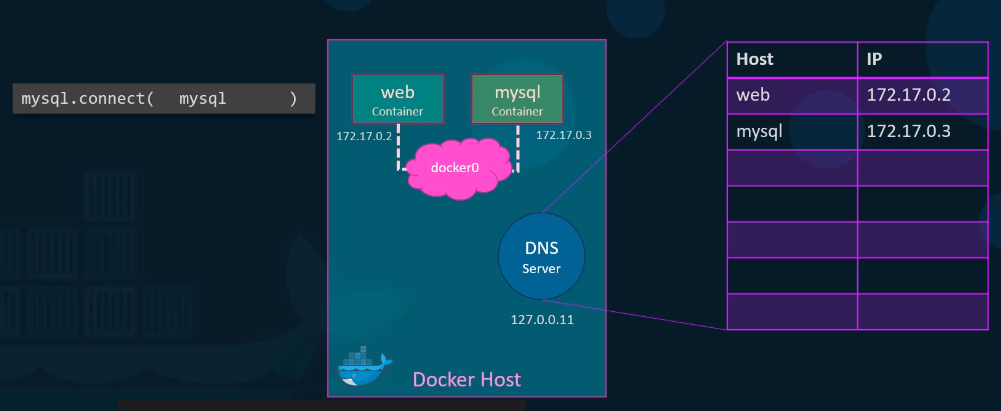 mysql.connect( mysql )
web
Container
172.17.0.2
mysql
Container
172.17.0.3
docker0
DNS
Server
127.0.0.11
Docker Host
Host IP
web 172.17.0.2
mysql 172.17.0.3